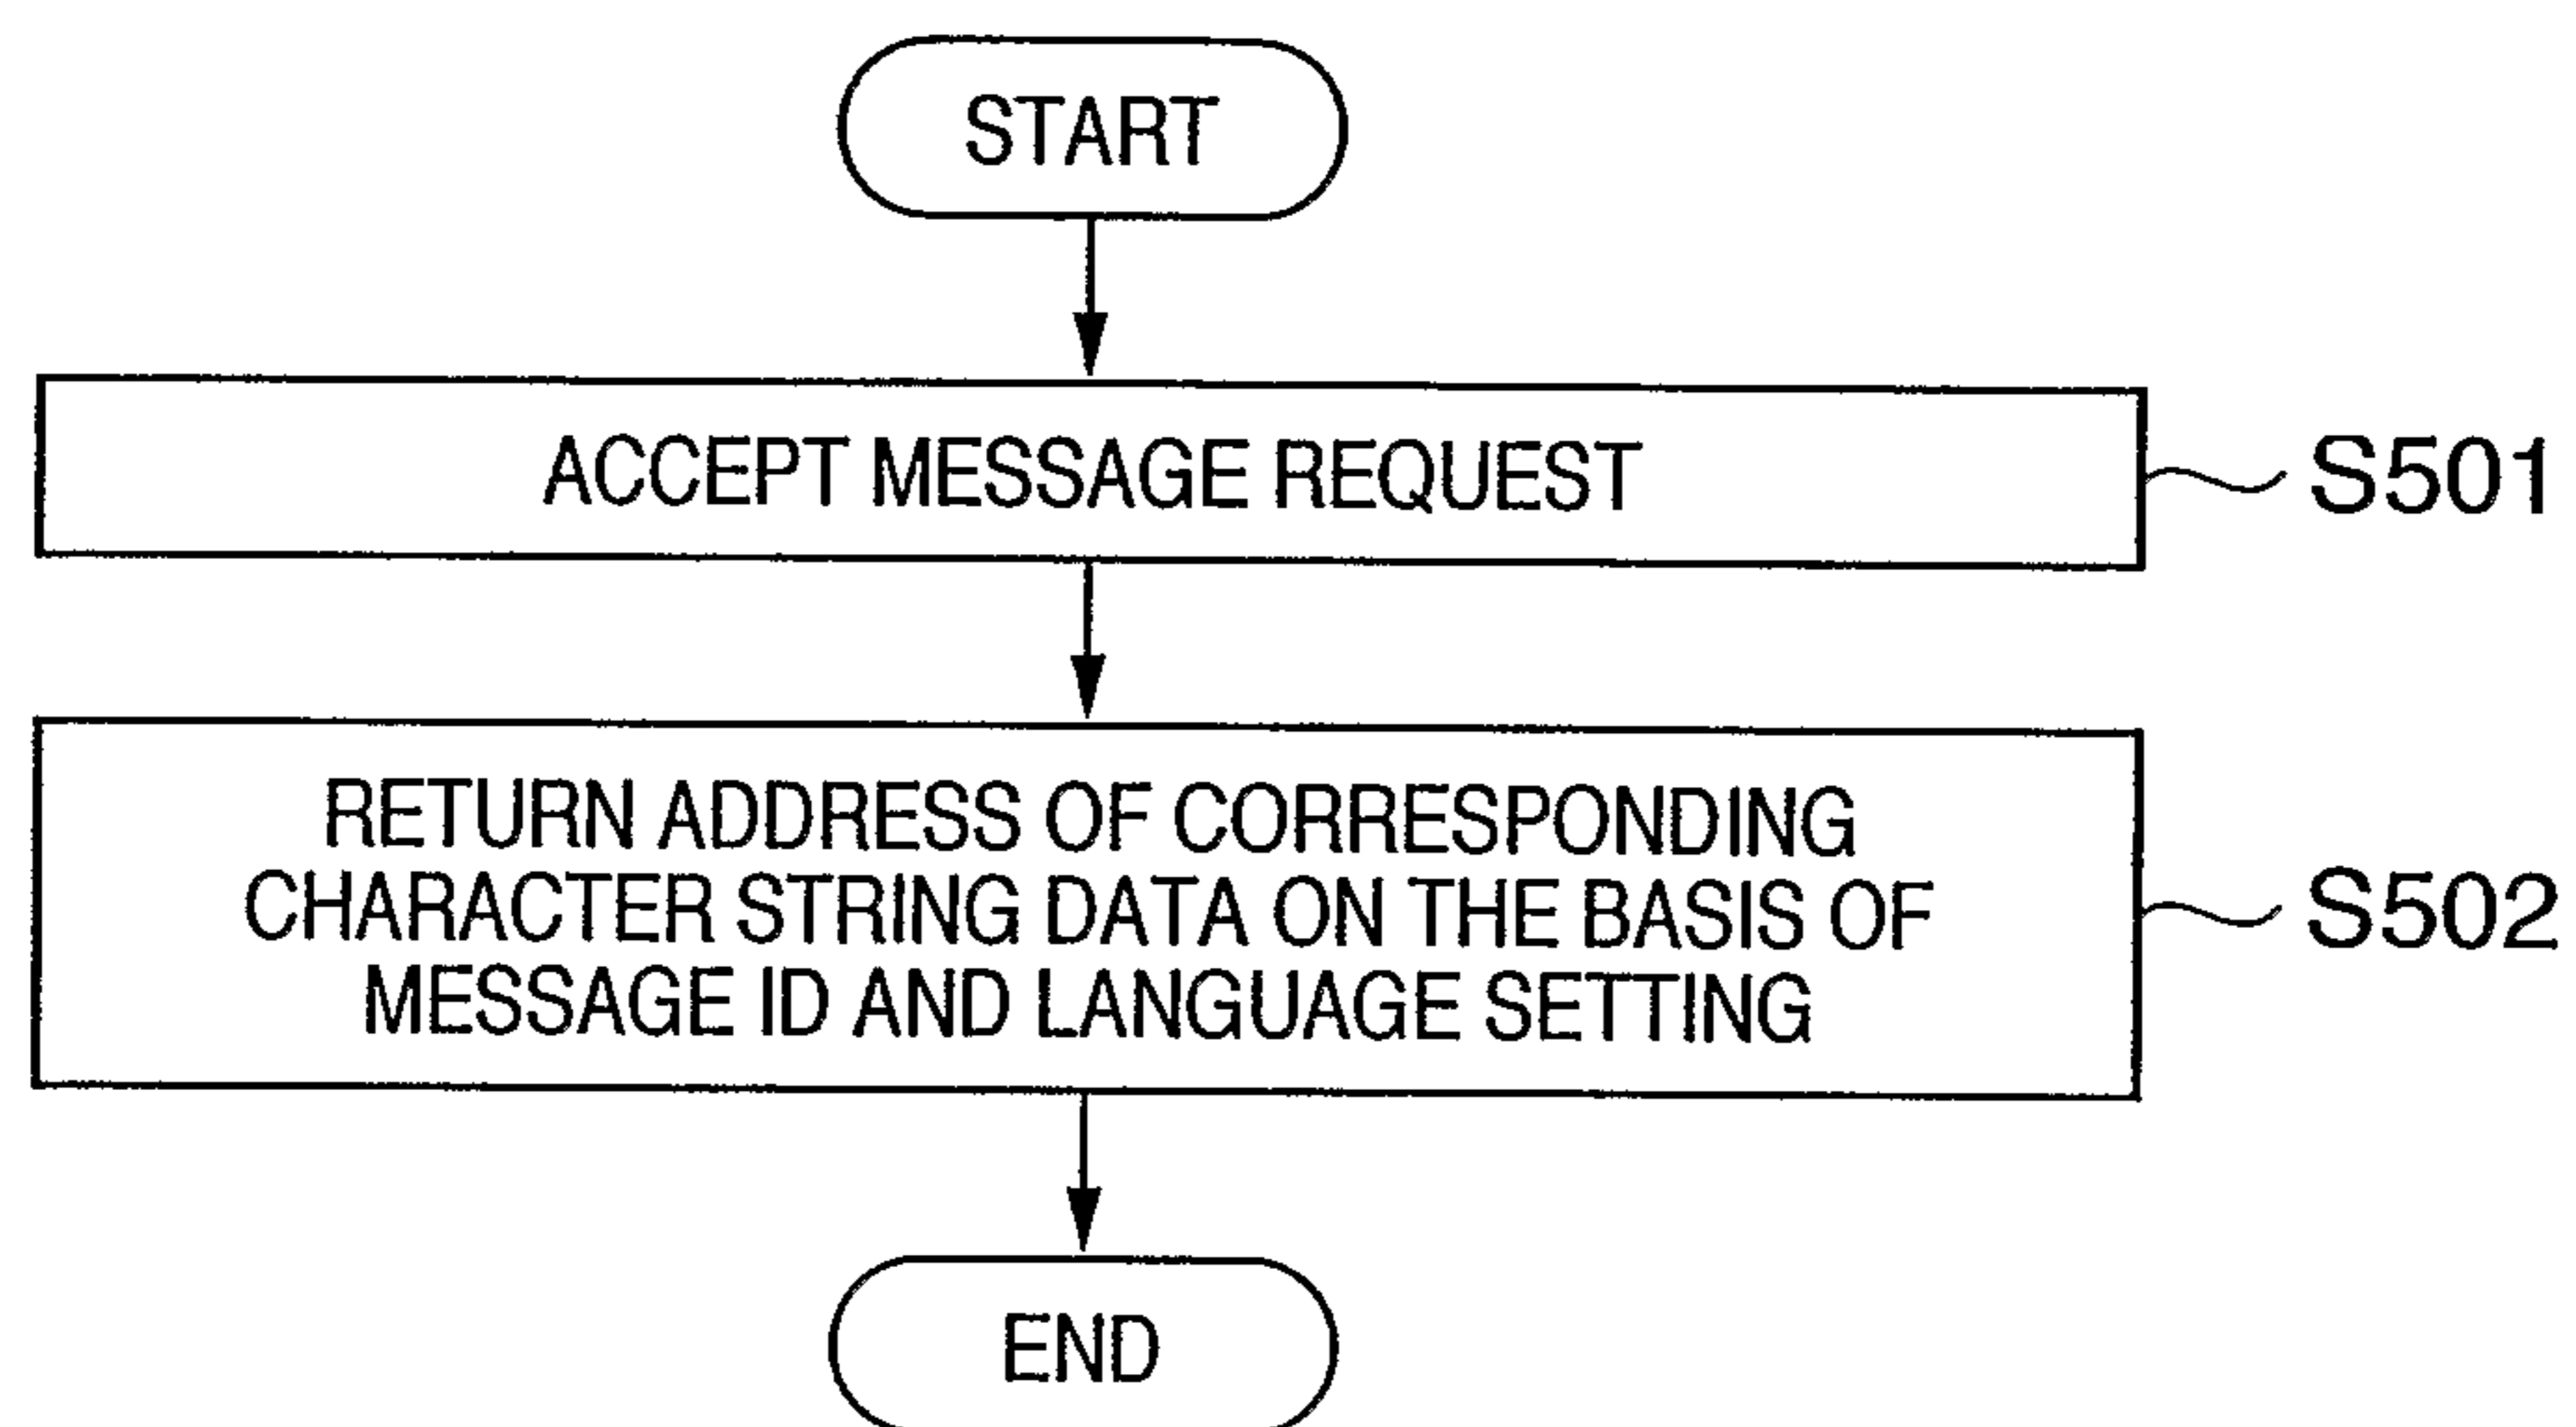 START
ACCEPT MESSAGE REQUEST
S501
RETURN ADDRESS OF CORRESPONDING
CHARACTER STRING DATA ON THE BASIS OF
MESSAGE ID AND LANGUAGE SETTING
S502
END